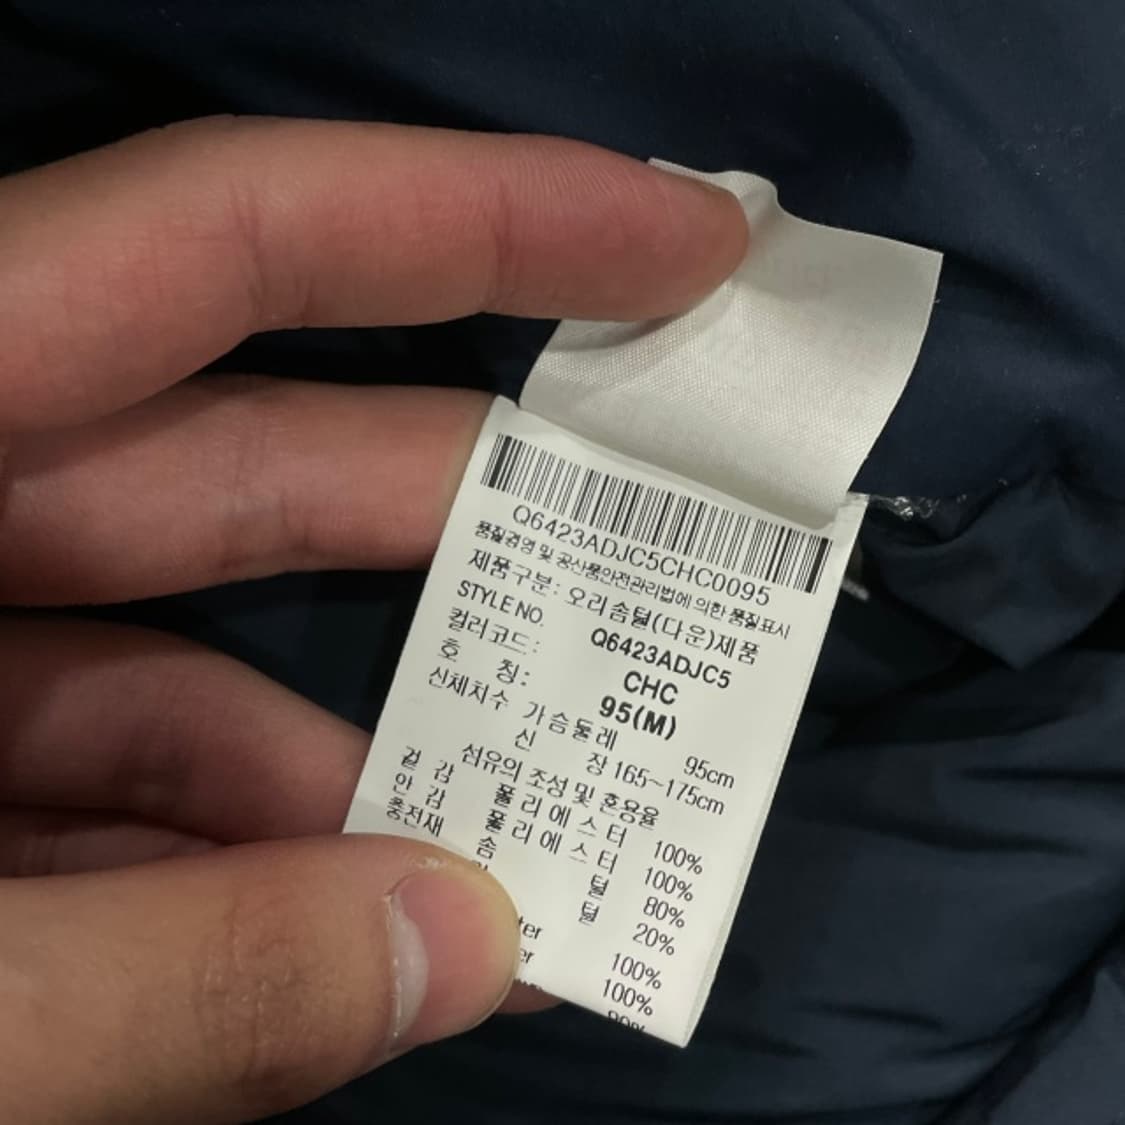 Q6423ADJC5CHC0095
품질경영 및 공산품안전관리법에 의한 품질표시
제품구분: 오리솜털(다운)제품
STYLE NO. Q6423ADJC5
컬러코드: CHC
호 칭: 95(M)
신체치수 가슴둘레 95cm
신 장 165~175cm
섬유의 조성 및 혼용율
겉 감 폴리에스터 100%
안 감 폴리에스터 100%
충전재 솜 털 80%
털 20%
ter 100%
er 100%